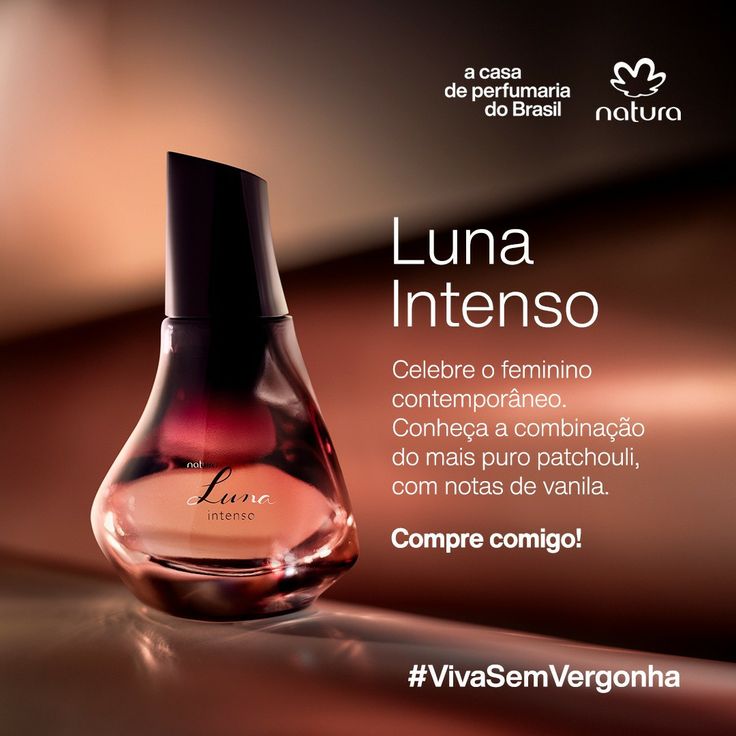 a casa
de perfumaria
do Brasil
natura
Luna
Intenso
Celebre o feminino
contemporâneo.
Conheça a combinação
do mais puro patchouli,
com notas de vanila.
Compre comigo!
natura
Luna
intenso
#VivaSemVergonha